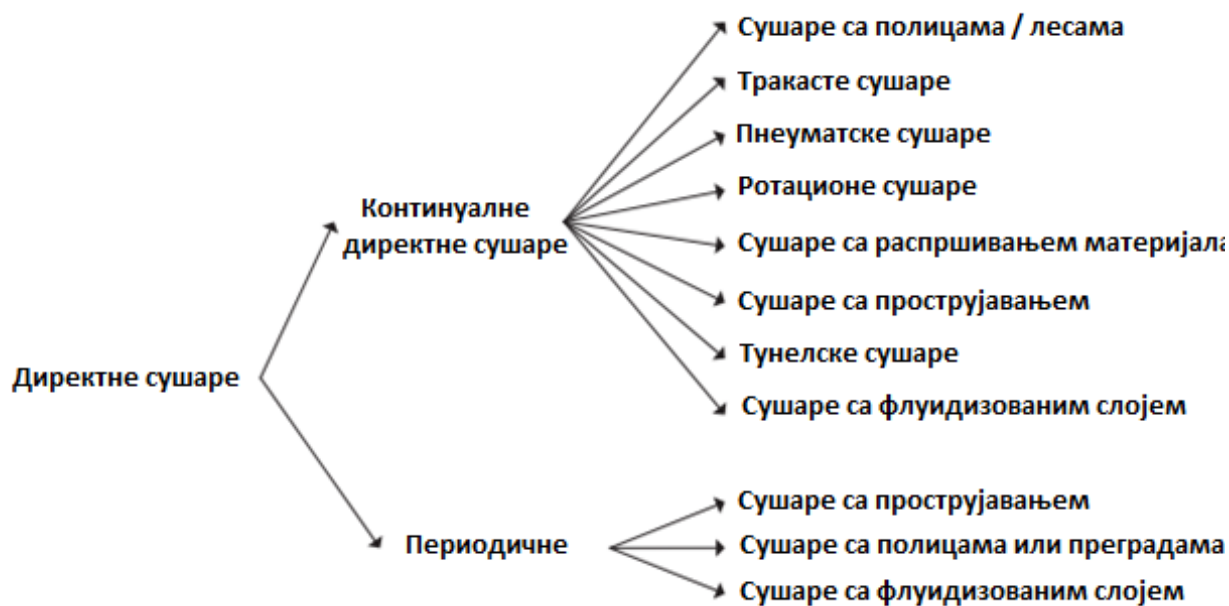 Сушаре са полицама / лесама
Тракасте сушаре
Пнеуматске сушаре
Ротационе сушаре
Континуалне
директне сушаре
Сушаре са распршивањем материјала
Сушаре са прострујавањем
Тунелске сушаре
Директне сушаре
Сушаре са флуидизованим слојем
Сушаре са прострујавањем
Периодичне
Сушаре са полицама или преградама
Сушаре са флуидизованим слојем